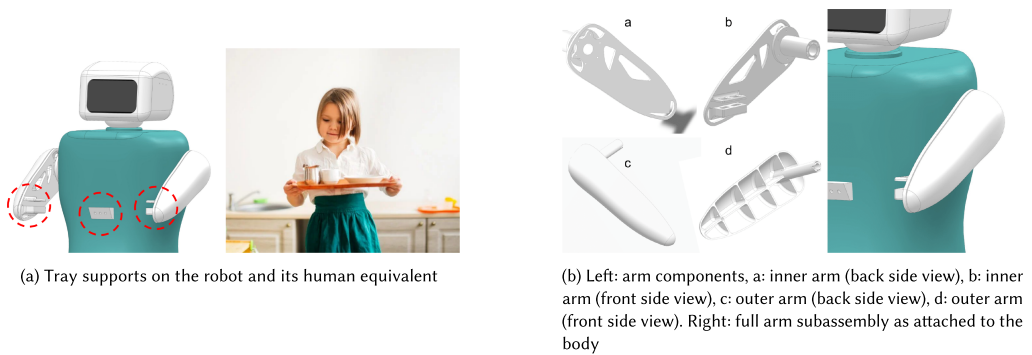 a
b
c
d
(a) Tray supports on the robot and its human equivalent
(b) Left: arm components, a: inner arm (back side view), b: inner
arm (front side view), c: outer arm (back side view), d: outer arm
(front side view). Right: full arm subassembly as attached to the
body